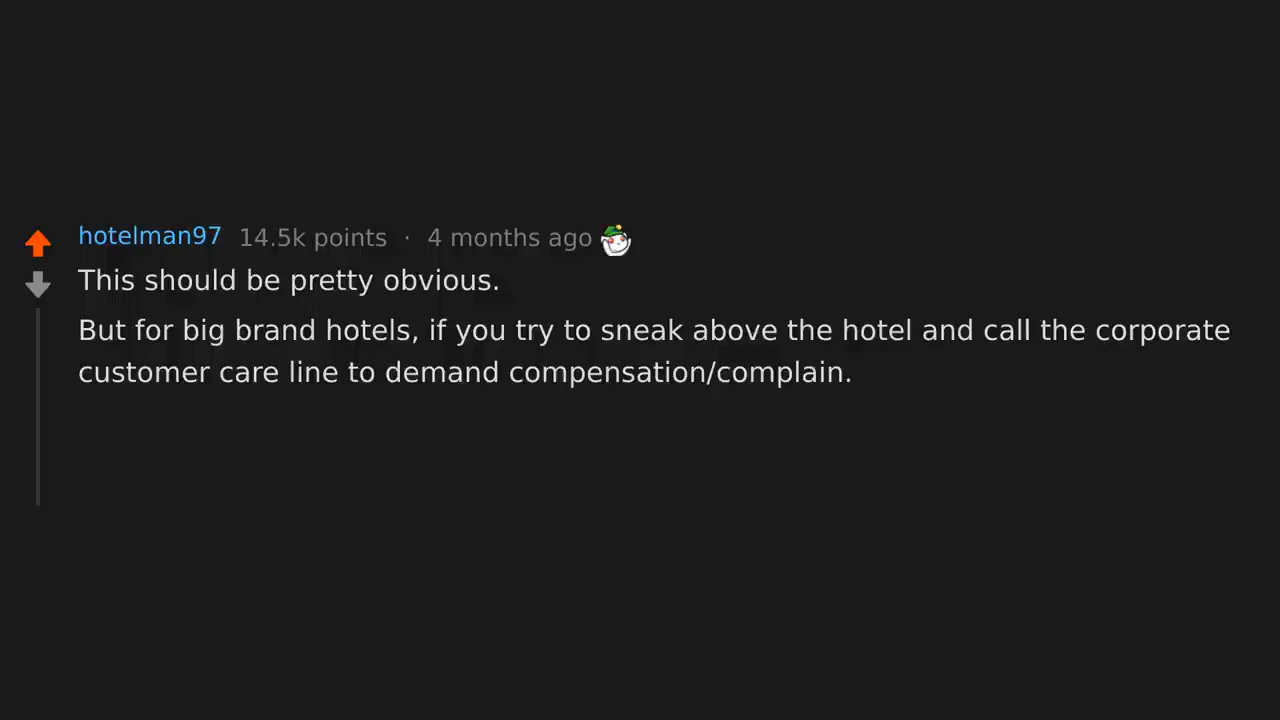 hotelman97 14.5k points · 4 months ago
This should be pretty obvious.
But for big brand hotels, if you try to sneak above the hotel and call the corporate
customer care line to demand compensation/complain.